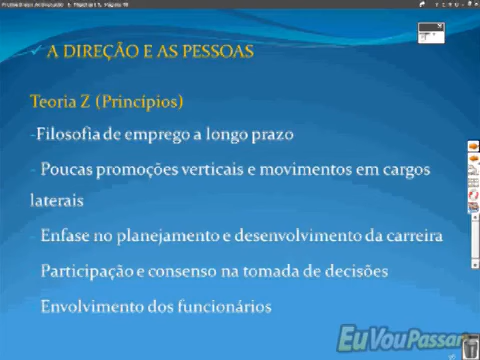 ✓ A DIREÇÃO E AS PESSOAS
Teoria Z (Princípios)
-Filosofia de emprego a longo prazo
- Poucas promoções verticais e movimentos em cargos
laterais
- Enfase no planejamento e desenvolvimento da carreira
Participação e consenso na tomada de decisões
Envolvimento dos funcionários
EuVouPassar